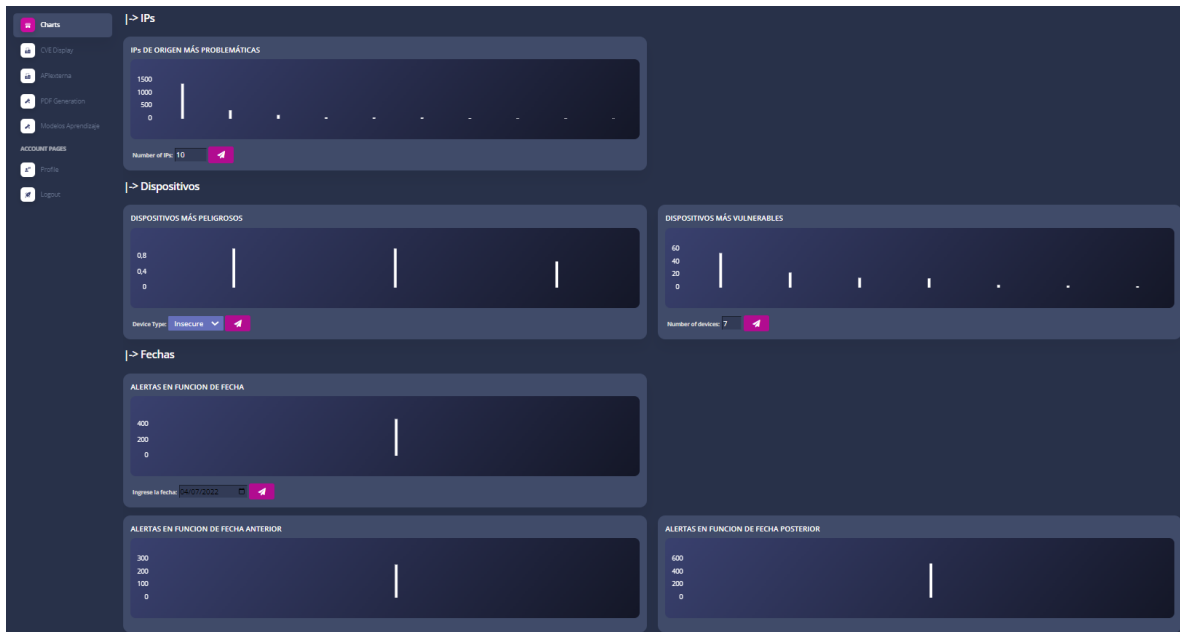 Charts
CVE Display
APIexterna
PDF Generation
Modelos Aprendizaje
ACCOUNT PAGES
Profile
Logout
|-> IPs
IPs DE ORIGEN MÁS PROBLEMÁTICAS
1500
1000
500
0
Number of IPs: 10
|-> Dispositivos
DISPOSITIVOS MÁS PELIGROSOS
0,8
0,4
0
Device Type: Insecure
DISPOSITIVOS MÁS VULNERABLES
60
40
20
0
Number of devices: 7
|-> Fechas
ALERTAS EN FUNCION DE FECHA
400
200
0
Ingrese la fecha: 04/07/2022
ALERTAS EN FUNCION DE FECHA ANTERIOR
300
200
100
0
ALERTAS EN FUNCION DE FECHA POSTERIOR
600
400
200
0